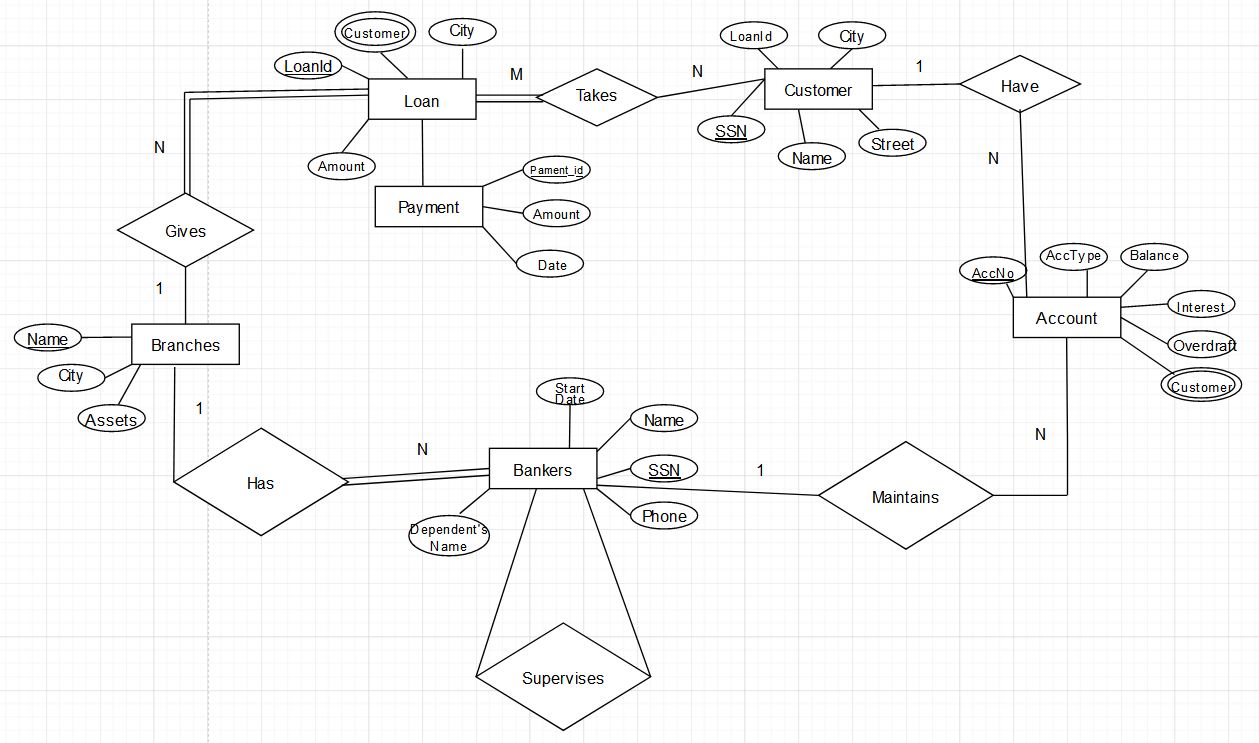 Customer
City
LoanId
Loan
Amount
M
Takes
N
LoanId
City
Customer
SSN
Name
Street
1
Have
N
N
Gives
1
Payment
Pament_id
Amount
Date
AccNo
AccType
Balance
Interest
Overdraft
Customer
Account
Name
City
Assets
Branches
1
Has
N
Start
Date
Name
SSN
Phone
Bankers
Dependent's
Name
1
Maintains
N
Supervises